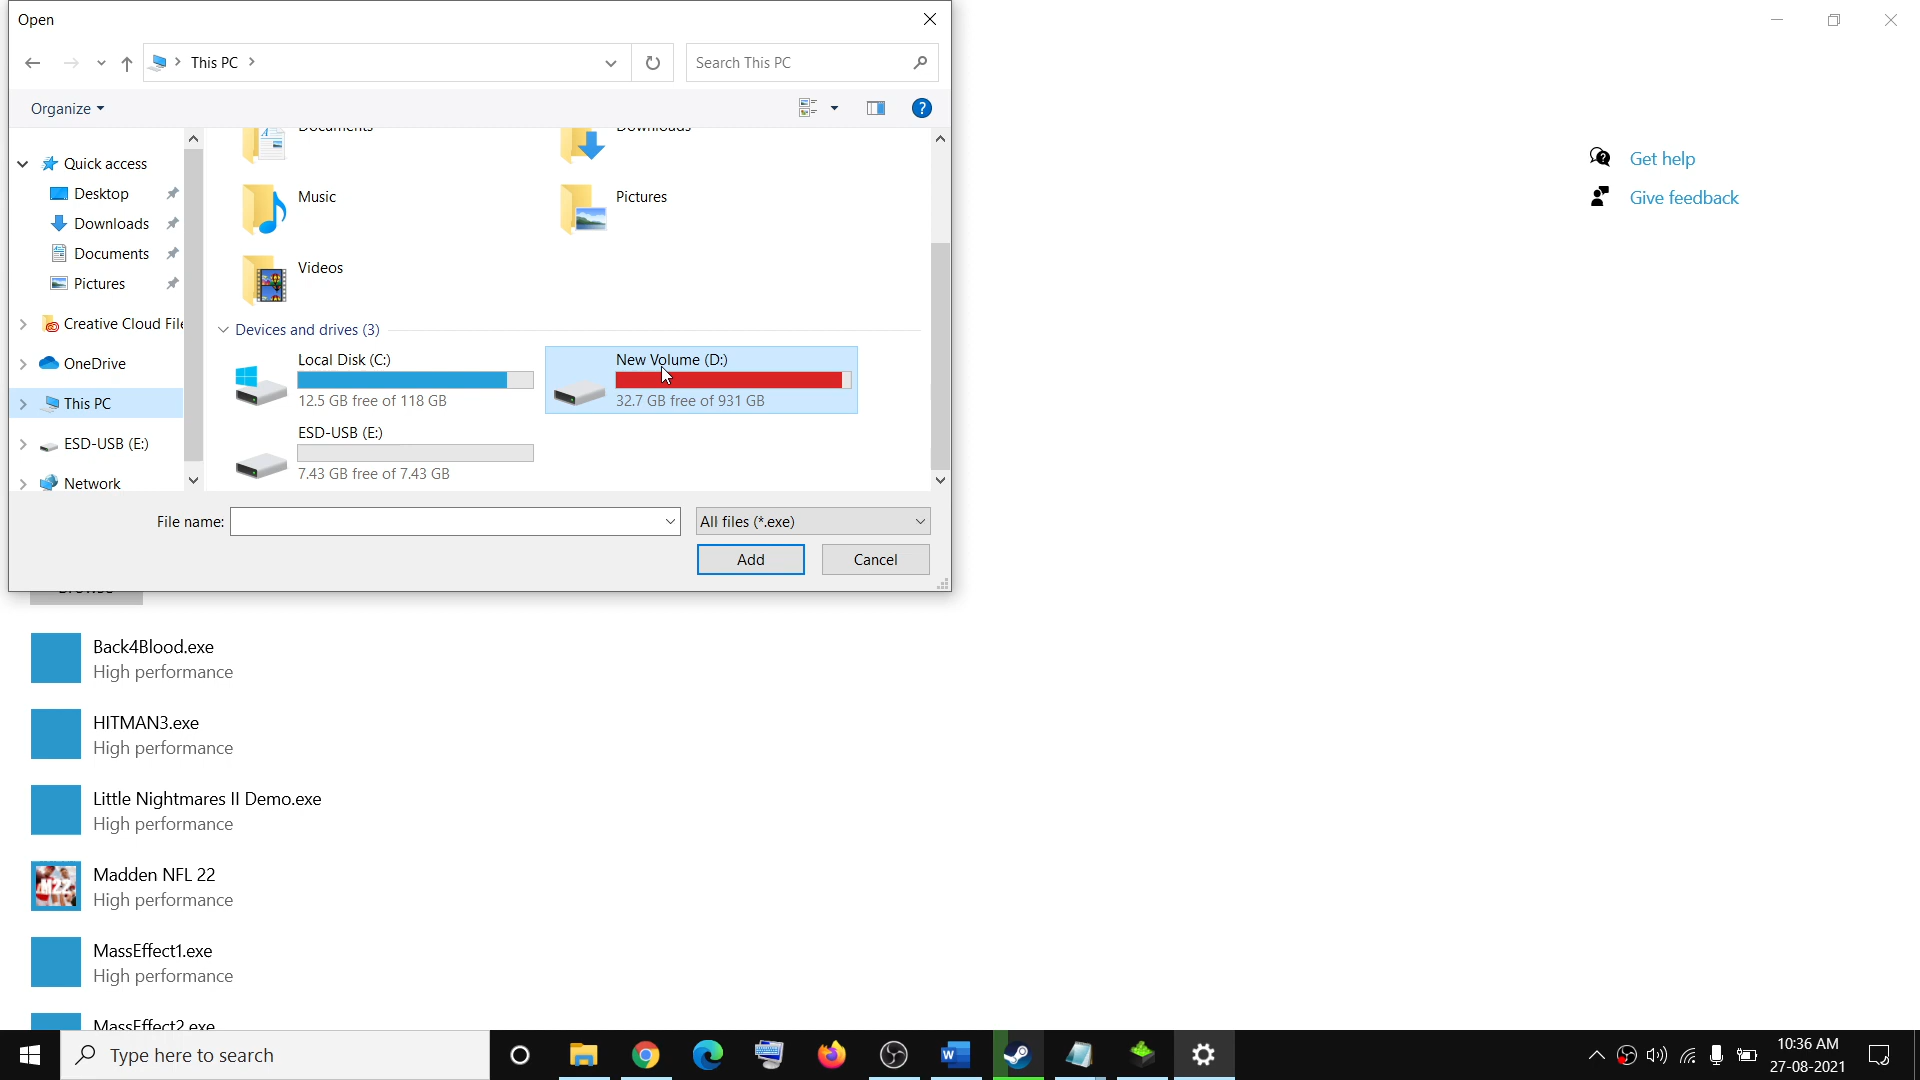 Open
This PC
Search This PC
Organize
Quick access
Desktop
Downloads
Documents
Pictures
Creative Cloud File
OneDrive
This PC
ESD-USB (E:)
Network
Documents
Downloads
Music
Pictures
Videos
Devices and drives (3)
Local Disk (C:)
12.5 GB free of 118 GB
New Volume (D:)
32.7 GB free of 931 GB
ESD-USB (E:)
7.43 GB free of 7.43 GB
File name:
All files (*.exe)
Add
Cancel
Get help
Give feedback
Browse
Back4Blood.exe
High performance
HITMAN3.exe
High performance
Little Nightmares II Demo.exe
High performance
M22
Madden NFL 22
High performance
MassEffect1.exe
High performance
MassEffect2.exe
Type here to search
10:36 AM
27-08-2021